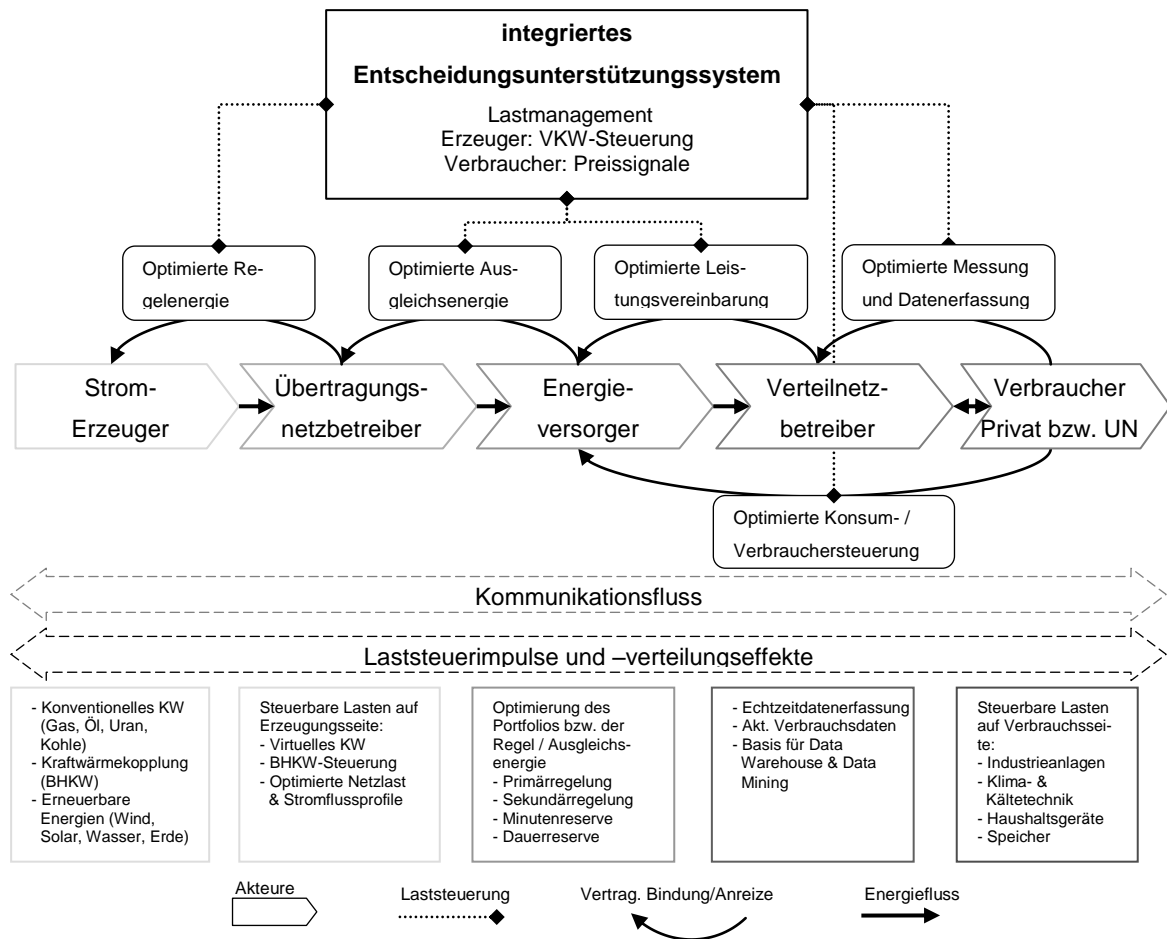 integriertes
Entscheidungsunterstützungssystem
Lastmanagement
Erzeuger: VKW-Steuerung
Verbraucher: Preissignale
Optimierte Re-
gelenergie
Optimierte Aus-
gleichsenergie
Optimierte Leis-
tungsvereinbarung
Optimierte Messung
und Datenerfassung
Strom-
Erzeuger
Übertragungs-
netzbetreiber
Energie-
versorger
Verteilnetz-
betreiber
Verbraucher
Privat bzw. UN
Optimierte Konsum- /
Verbrauchersteuerung
Kommunikationsfluss
Laststeuerimpulse und –verteilungseffekte
- Konventionelles KW
(Gas, Öl, Uran,
Kohle)
- Kraftwärmekopplung
(BHKW)
- Erneuerbare
Energien (Wind,
Solar, Wasser, Erde)
Steuerbare Lasten auf
Erzeugungsseite:
- Virtuelles KW
- BHKW-Steuerung
- Optimierte Netzlast
& Stromflussprofile
Optimierung des
Portfolios bzw. der
Regel / Ausgleichs-
energie
- Primärregelung
- Sekundärregelung
- Minutenreserve
- Dauerreserve
- Echtzeitdatenerfassung
- Akt. Verbrauchsdaten
- Basis für Data
Warehouse & Data
Mining
Steuerbare Lasten
auf Verbrauchssei-
te:
- Industrieanlagen
- Klima- &
Kältetechnik
- Haushaltsgeräte
- Speicher
Akteure
Laststeuerung
Vertrag. Bindung/Anreize
Energiefluss